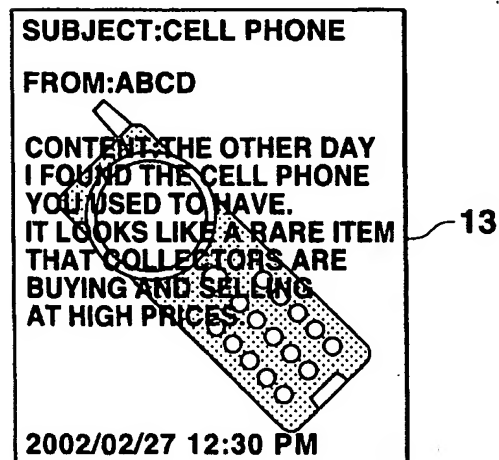 SUBJECT:CELL PHONE
FROM:ABCD
CONTENT:THE OTHER DAY
I FOUND THE CELL PHONE
YOU USED TO HAVE.
IT LOOKS LIKE A RARE ITEM
THAT COLLECTORS ARE
BUYING AND SELLING
AT HIGH PRICES
2002/02/27 12:30 PM
13